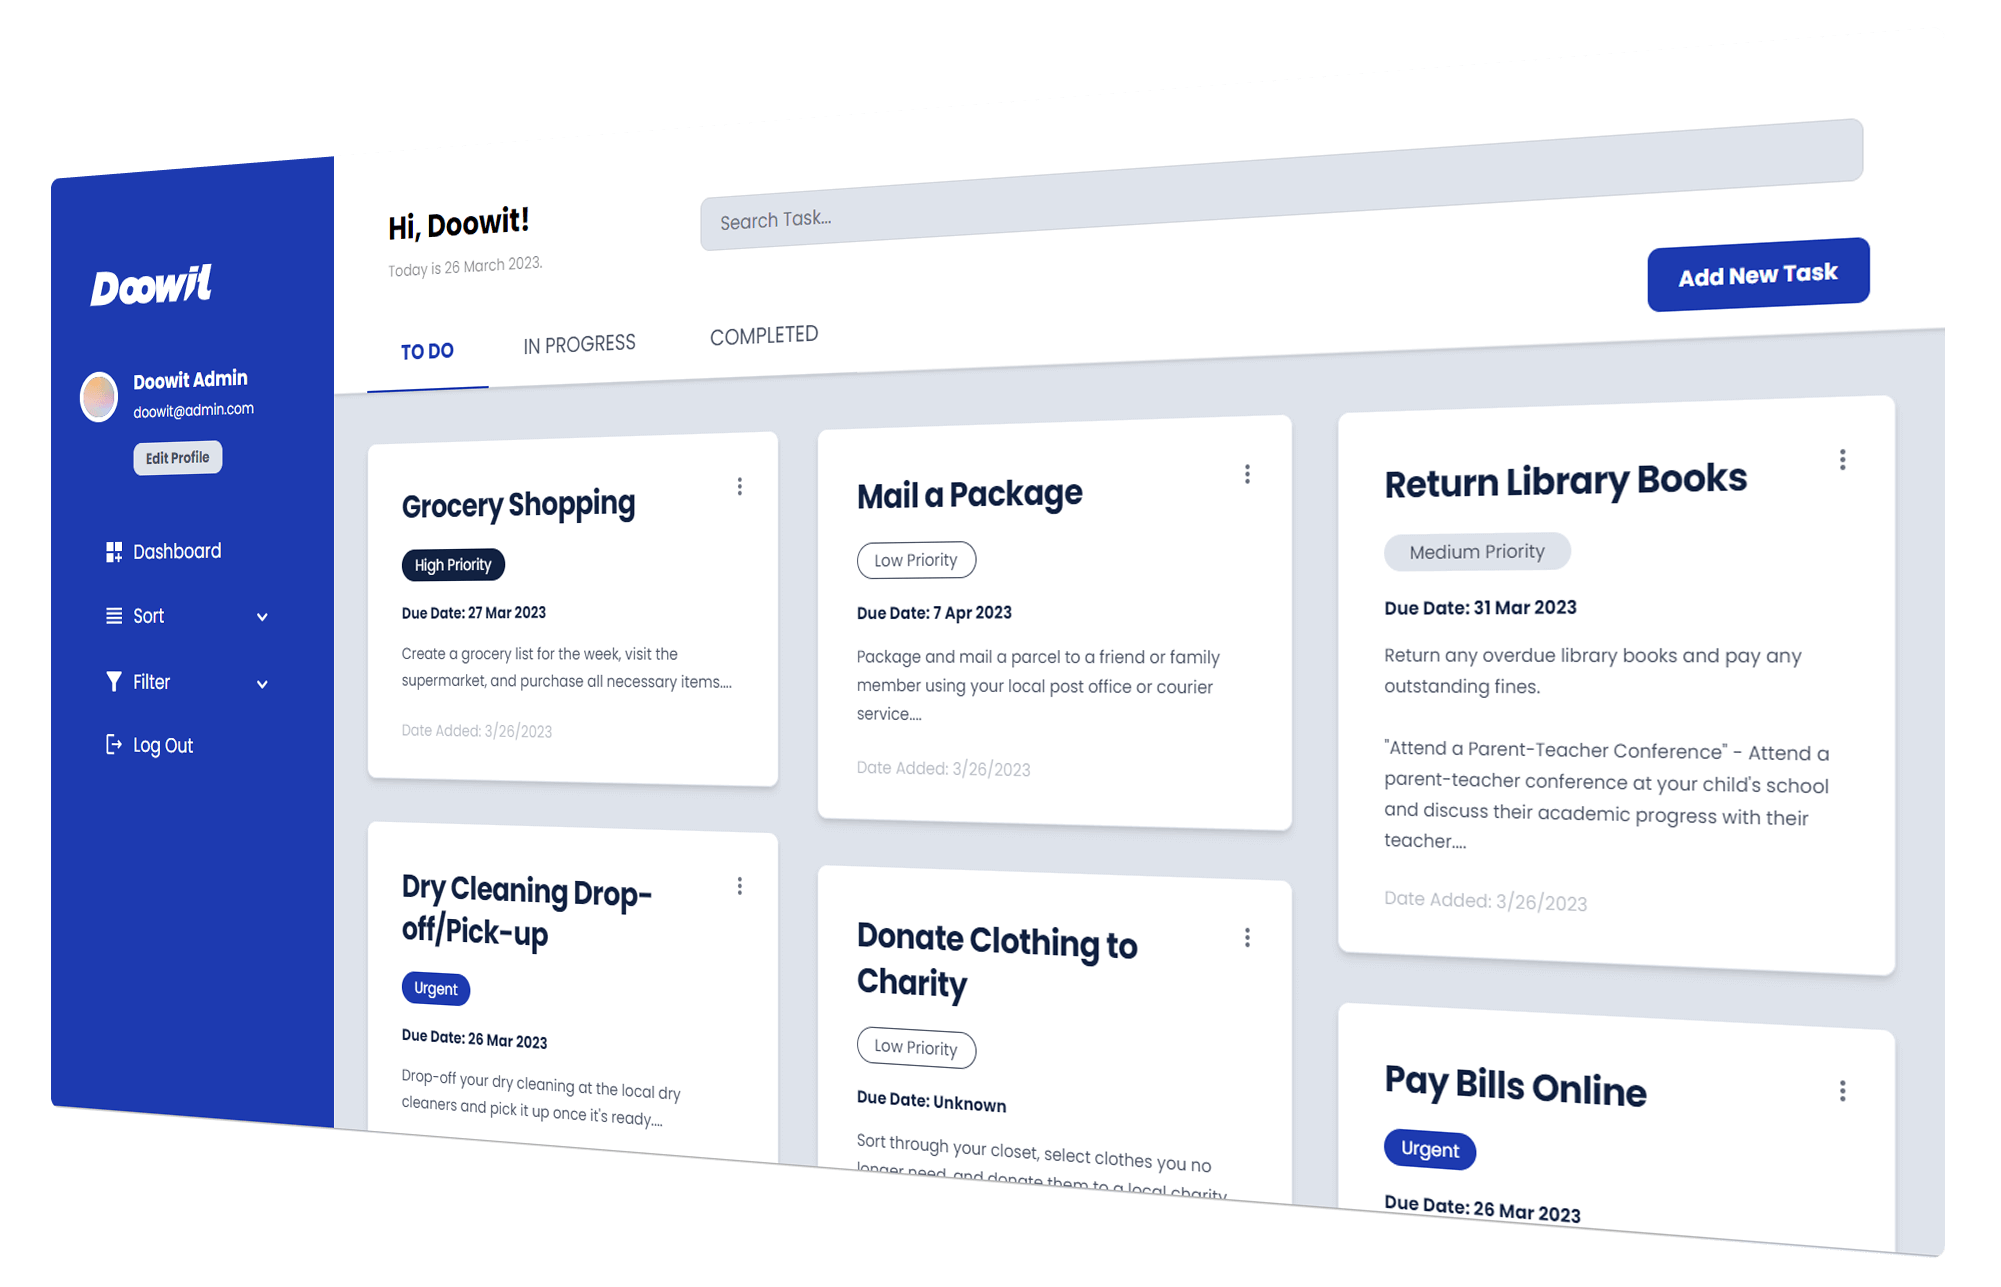 Doowit
Doowit Admin
doowit@admin.com
Edit Profile
Dashboard
Sort
Filter
Log Out
Hi, Doowit!
Today is 26 March 2023.
Search Task...
Add New Task
TO DO
IN PROGRESS
COMPLETED
Grocery Shopping
High Priority
Due Date: 27 Mar 2023
Create a grocery list for the week, visit the
supermarket, and purchase all necessary items....
Date Added: 3/26/2023
Mail a Package
Low Priority
Due Date: 7 Apr 2023
Package and mail a parcel to a friend or family
member using your local post office or courier
service....
Date Added: 3/26/2023
Return Library Books
Medium Priority
Due Date: 31 Mar 2023
Return any overdue library books and pay any
outstanding fines.
"Attend a Parent-Teacher Conference" - Attend a
parent-teacher conference at your child's school
and discuss their academic progress with their
teacher....
Date Added: 3/26/2023
Dry Cleaning Drop-
off/Pick-up
Urgent
Due Date: 26 Mar 2023
Drop-off your dry cleaning at the local dry
cleaners and pick it up once it's ready....
Donate Clothing to
Charity
Low Priority
Due Date: Unknown
Sort through your closet, select clothes you no
longer need, and donate them to a local charity
Pay Bills Online
Urgent
Due Date: 26 Mar 2023